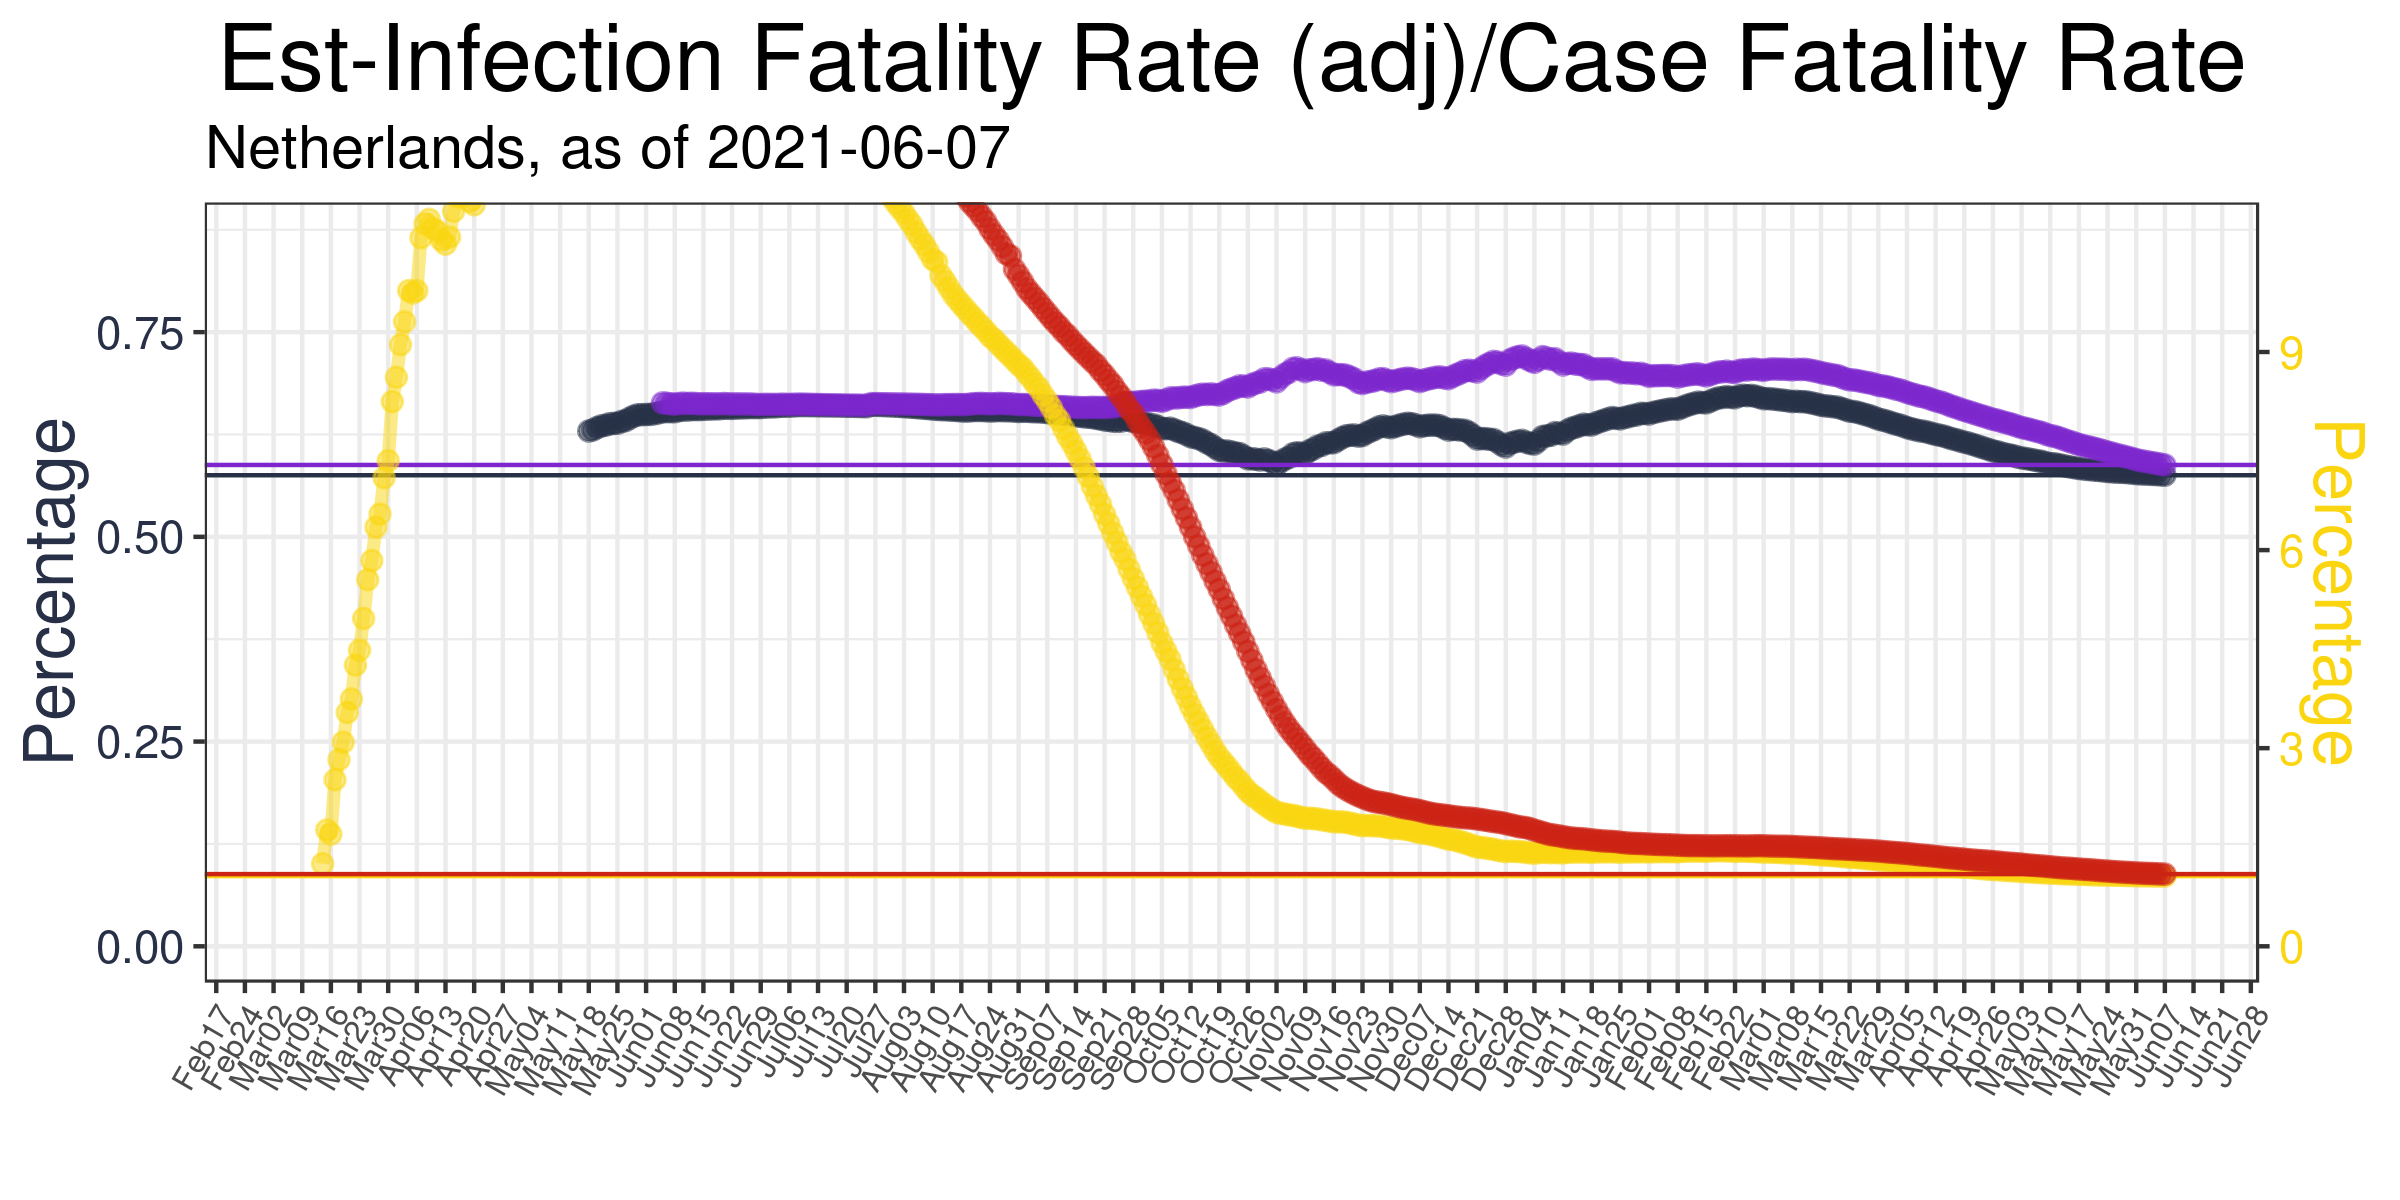 Est-Infection Fatality Rate (adj)/Case Fatality Rate
Netherlands, as of 2021-06-07
Percentage
0.75
0.50
0.25
0.00
9
6
3
0
Percentage
Feb17
Feb24
Mar02
Mar09
Mar16
Mar23
Mar30
Apr06
Apr13
Apr20
Apr27
May04
May11
May18
May25
Jun01
Jun08
Jun15
Jun22
Jun29
Jul06
Jul13
Jul20
Jul27
Aug03
Aug10
Aug17
Aug24
Aug31
Sep07
Sep14
Sep21
Sep28
Oct05
Oct12
Oct19
Oct26
Nov02
Nov09
Nov16
Nov23
Nov30
Dec07
Dec14
Dec21
Dec28
Jan04
Jan11
Jan18
Jan25
Feb01
Feb08
Feb15
Feb22
Mar01
Mar08
Mar15
Mar22
Mar29
Apr05
Apr12
Apr19
Apr26
May03
May10
May17
May24
May31
Jun07
Jun14
Jun21
Jun28